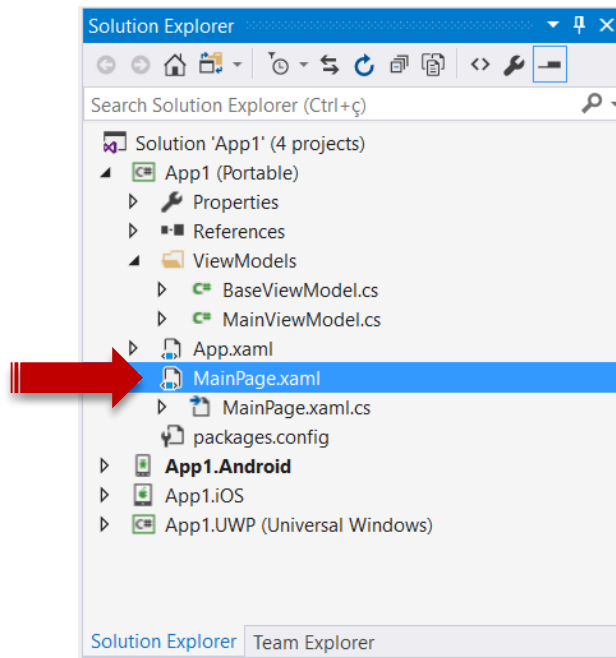 Solution Explorer
Search Solution Explorer (Ctrl+ç)
Solution 'App1' (4 projects)
C# App1 (Portable)
Properties
References
ViewModels
C# BaseViewModel.cs
C# MainViewModel.cs
App.xaml
MainPage.xaml
MainPage.xaml.cs
packages.config
App1.Android
App1.iOS
C# App1.UWP (Universal Windows)
Solution Explorer Team Explorer